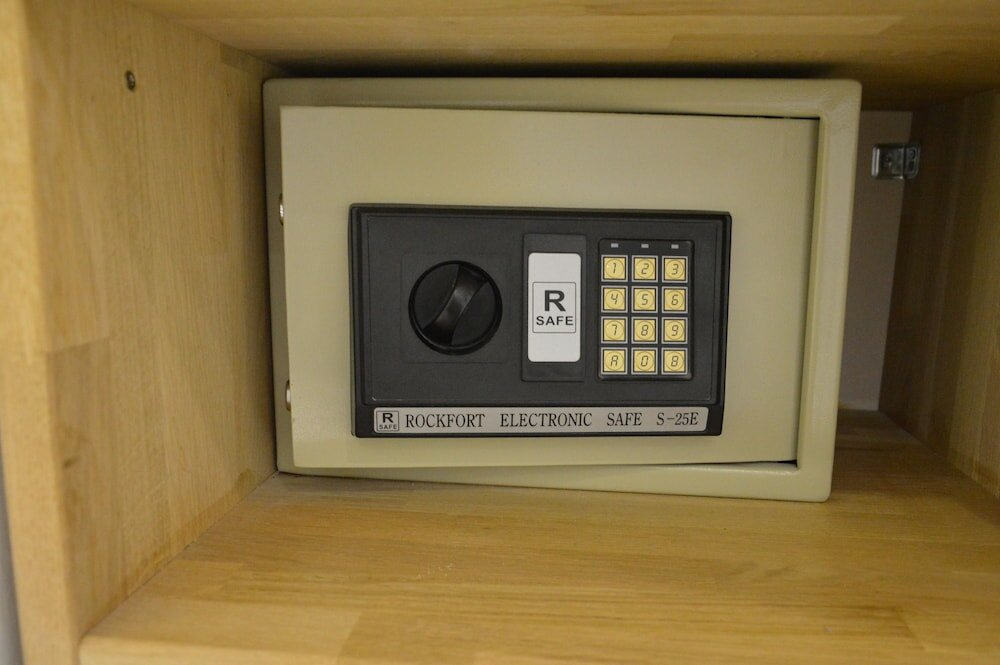 R
SAFE
1 2 3
4 5 6
7 8 9
A 0 B
R
SAFE
ROCKFORT ELECTRONIC SAFE S-25E